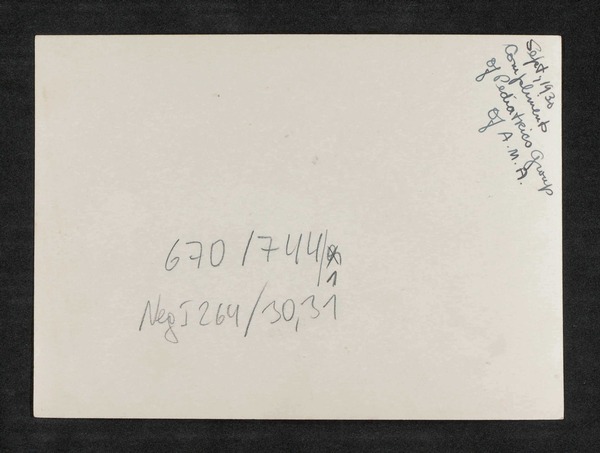 Sept, 1930
Compliments
of Pediatrics Group
of A.M.A.
670/744/
1
Neg I 264/30,31